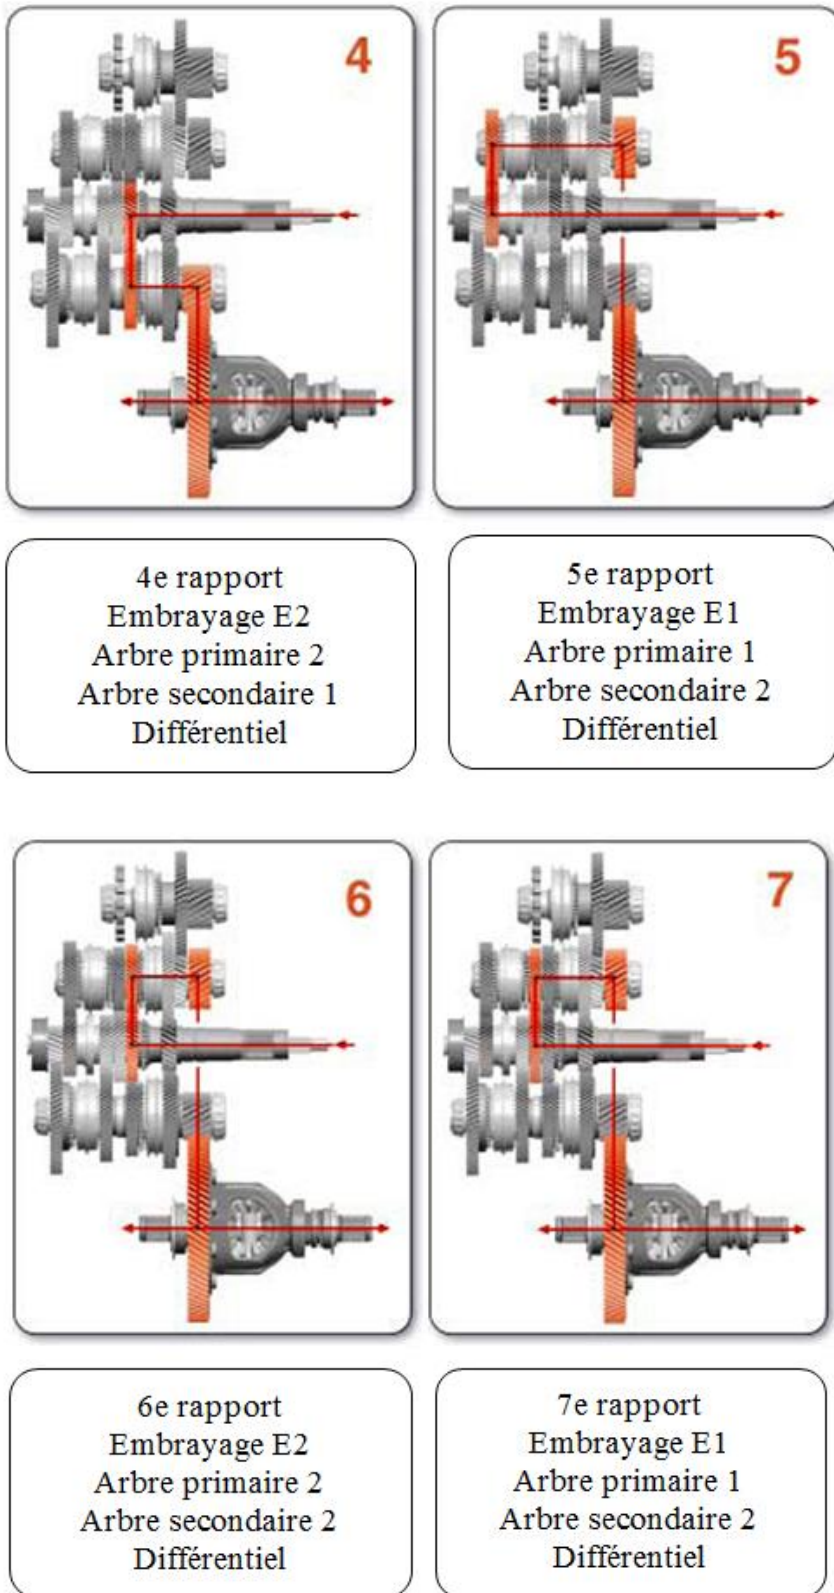 4
5
4e rapport
Embrayage E2
Arbre primaire 2
Arbre secondaire 1
Différentiel
5e rapport
Embrayage E1
Arbre primaire 1
Arbre secondaire 2
Différentiel
6
7
6e rapport
Embrayage E2
Arbre primaire 2
Arbre secondaire 2
Différentiel
7e rapport
Embrayage E1
Arbre primaire 1
Arbre secondaire 2
Différentiel